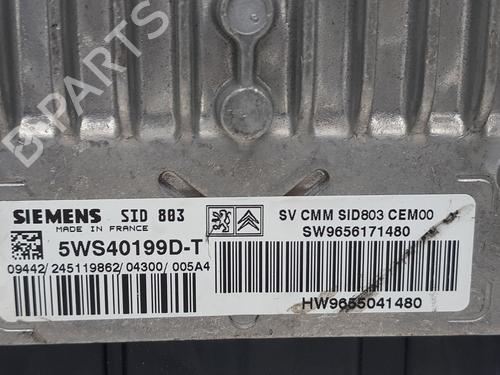 B-PARTS
SIEMENS SID 803
MADE IN FRANCE
5WS40199D-T
09442/245119862/04300/005A4
SV CMM SID803 CEM00
SW9656171480
HW9655041480